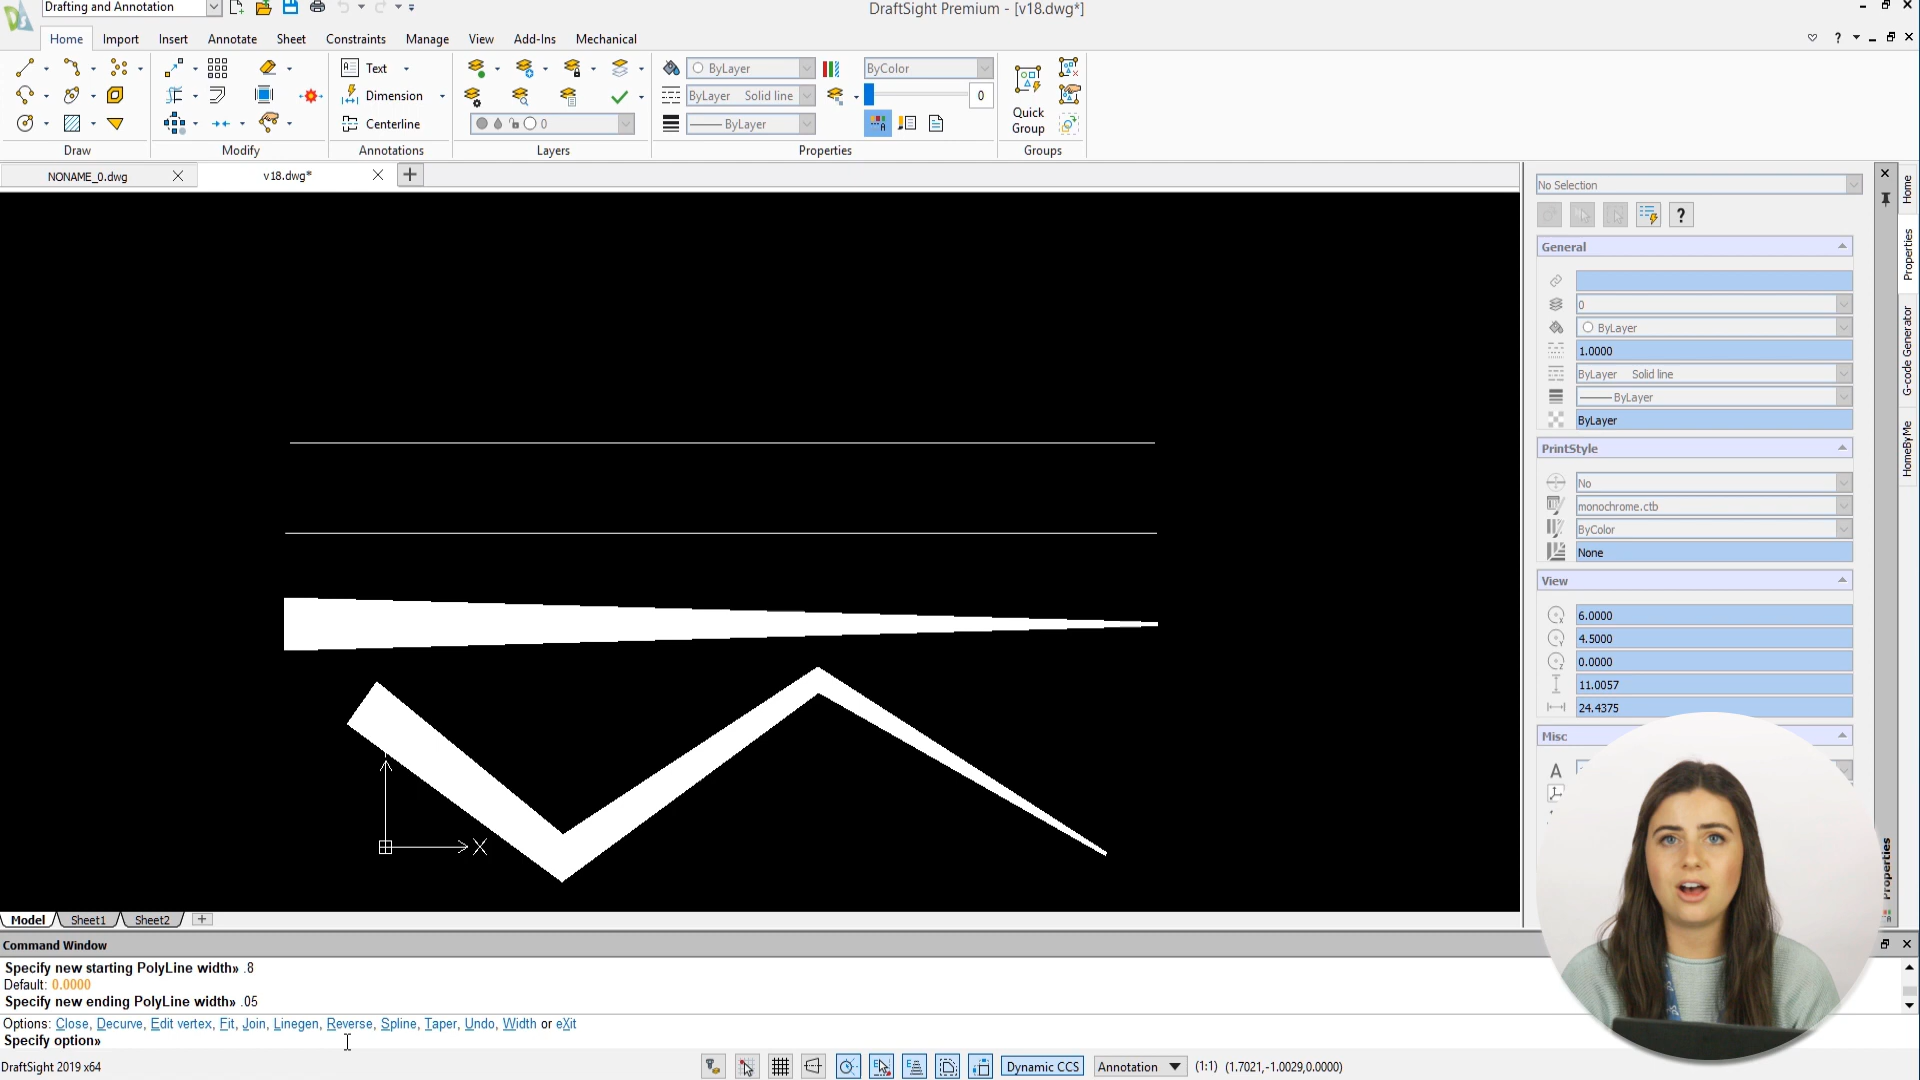 Drafting and Annotation
DraftSight Premium - [v18.dwg*]
Home Import Insert Annotate Sheet Constraints Manage View Add-Ins Mechanical
Text
Dimension
Centerline
0
ByLayer
ByLayer Solid line
ByLayer
ByColor
0
Quick
Group
Draw Modify Annotations Layers Properties Groups
NONAME_0.dwg
v18.dwg*
No Selection
General
0
ByLayer
1.0000
ByLayer Solid line
ByLayer
ByLayer
PrintStyle
No
monochrome.ctb
ByColor
None
View
6.0000
4.5000
0.0000
11.0057
24.4375
Misc
Home
Properties
G-code Generator
HomeByMe
Properties
X
Model Sheet1 Sheet2
Command Window
Specify new starting PolyLine width» .8
Default: 0.0000
Specify new ending PolyLine width» .05
Options: Close, Decurve, Edit vertex, Fit, Join, Linegen, Reverse, Spline, Taper, Undo, Width or eXit
Specify option»
DraftSight 2019 x64
Dynamic CCS
Annotation
(1:1) (1.7021,-1.0029,0.0000)